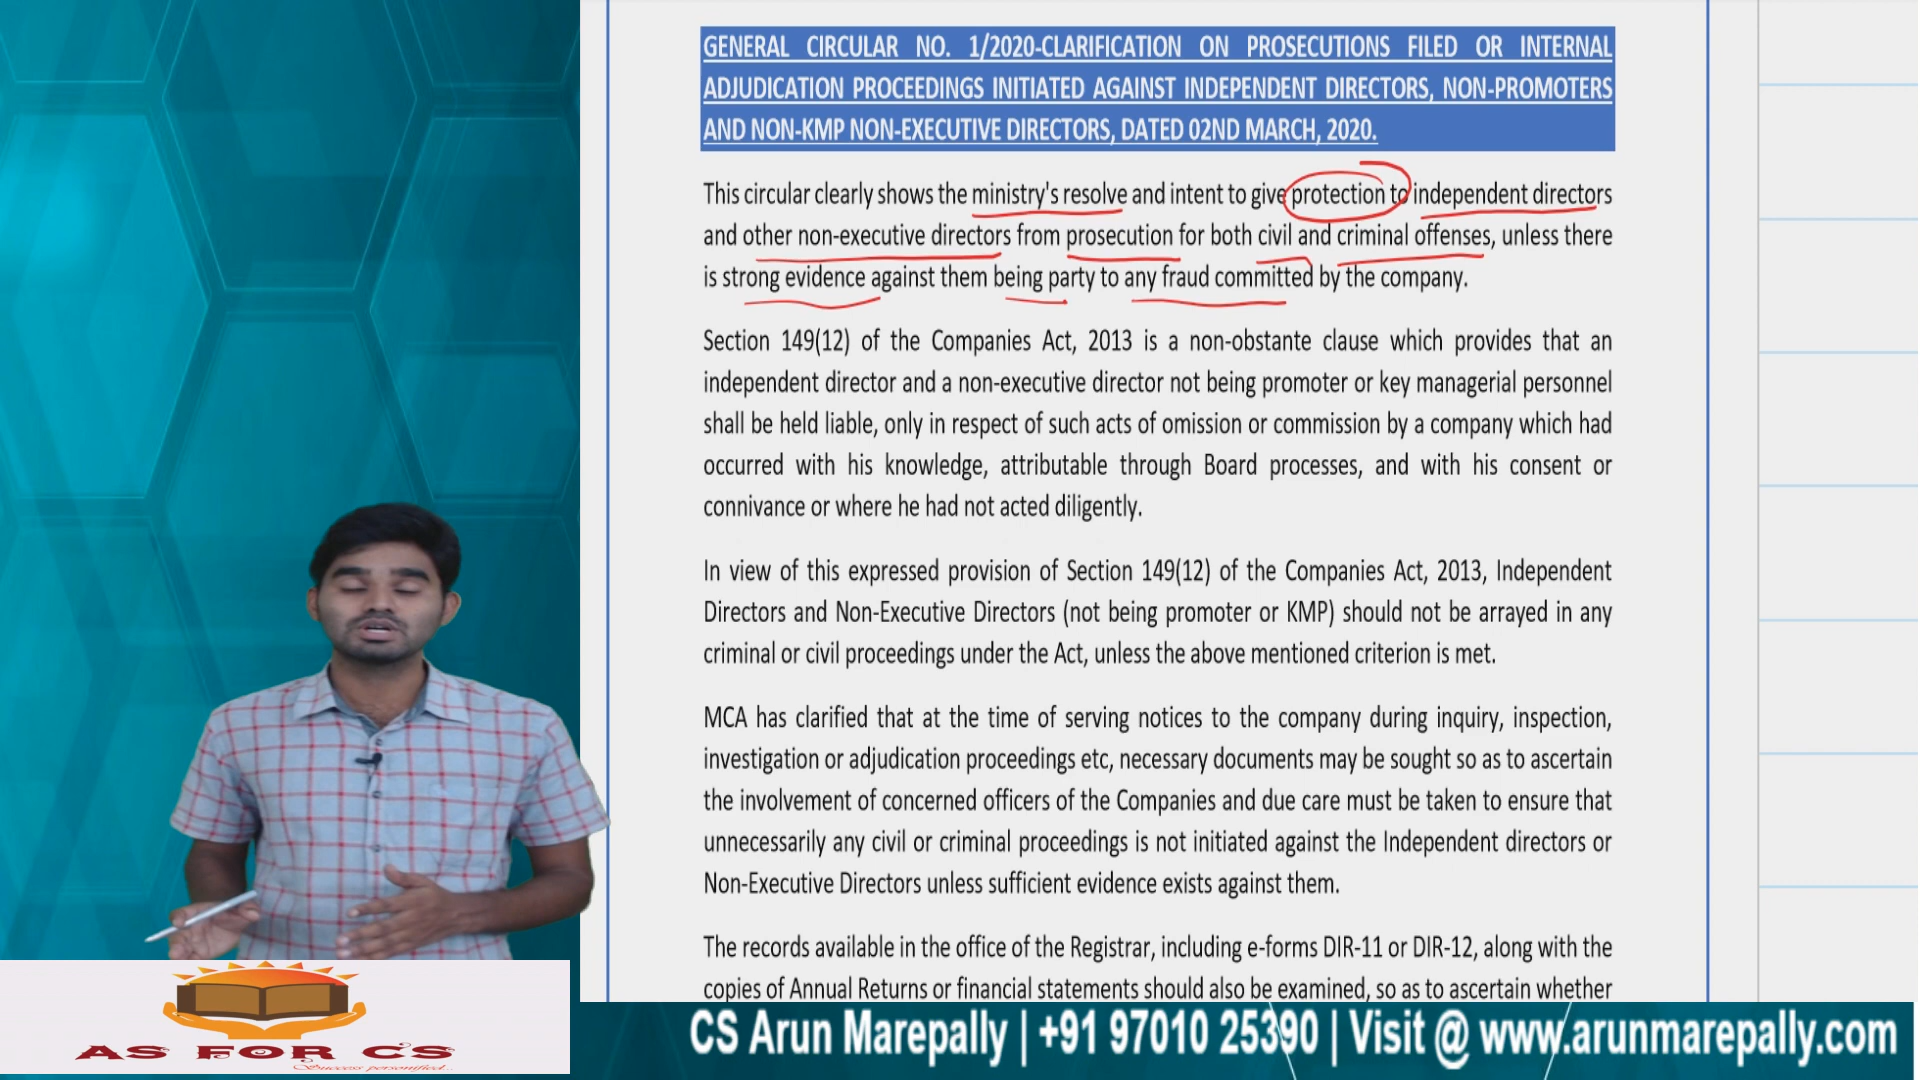 GENERAL CIRCULAR NO. 1/2020-CLARIFICATION ON PROSECUTIONS FILED OR INTERNAL
ADJUDICATION PROCEEDINGS INITIATED AGAINST INDEPENDENT DIRECTORS, NON-PROMOTERS
AND NON-KMP NON-EXECUTIVE DIRECTORS, DATED 02ND MARCH, 2020.
This circular clearly shows the ministry's resolve and intent to give protection to independent directors
and other non-executive directors from prosecution for both civil and criminal offenses, unless there
is strong evidence against them being party to any fraud committed by the company.
Section 149(12) of the Companies Act, 2013 is a non-obstante clause which provides that an
independent director and a non-executive director not being promoter or key managerial personnel
shall be held liable, only in respect of such acts of omission or commission by a company which had
occurred with his knowledge, attributable through Board processes, and with his consent or
connivance or where he had not acted diligently.
In view of this expressed provision of Section 149(12) of the Companies Act, 2013, Independent
Directors and Non-Executive Directors (not being promoter or KMP) should not be arrayed in any
criminal or civil proceedings under the Act, unless the above mentioned criterion is met.
MCA has clarified that at the time of serving notices to the company during inquiry, inspection,
investigation or adjudication proceedings etc, necessary documents may be sought so as to ascertain
the involvement of concerned officers of the Companies and due care must be taken to ensure that
unnecessarily any civil or criminal proceedings is not initiated against the Independent directors or
Non-Executive Directors unless sufficient evidence exists against them.
The records available in the office of the Registrar, including e-forms DIR-11 or DIR-12, along with the
copies of Annual Returns or financial statements should also be examined, so as to ascertain whether
AS FOR CS
Success personified...
CS Arun Marepally | +91 97010 25390 | Visit @ www.arunmarepally.com